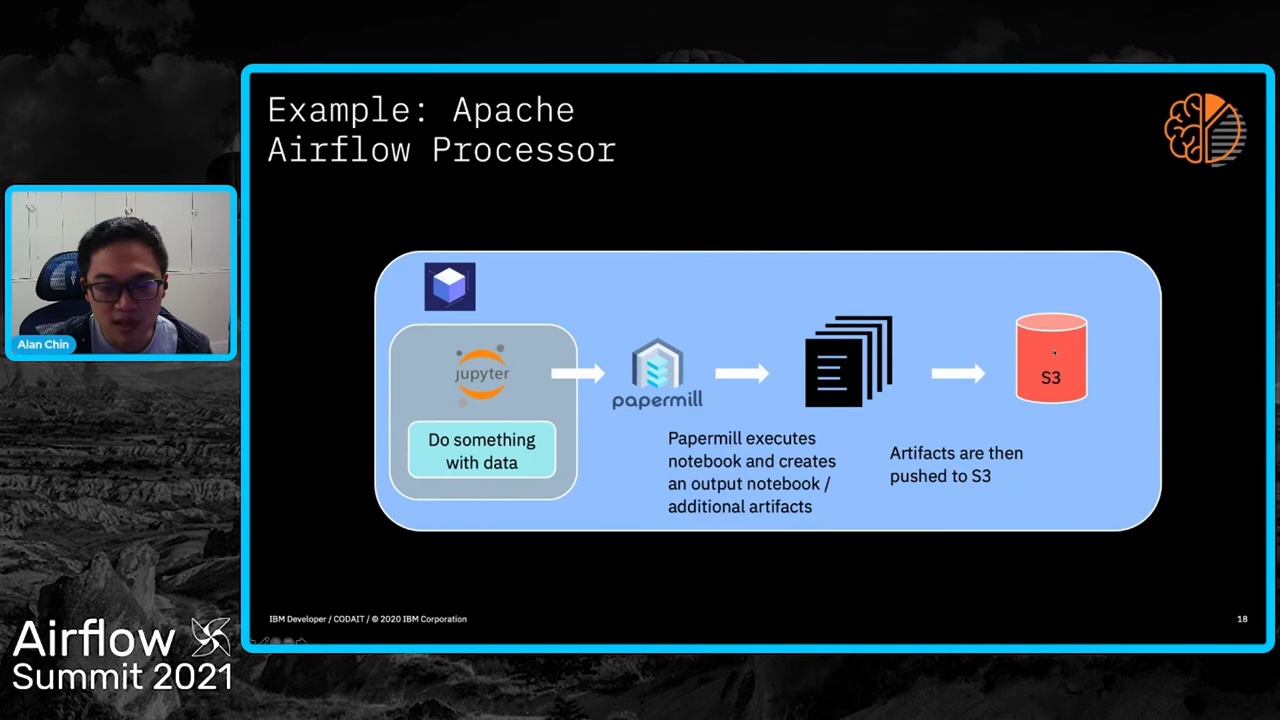 Example: Apache
Airflow Processor
Alan Chin
jupyter
Do something
with data
papermill
Papermill executes
notebook and creates
an output notebook /
additional artifacts
S3
Artifacts are then
pushed to S3
IBM Developer / CODAIT / © 2020 IBM Corporation
18
Airflow
Summit 2021